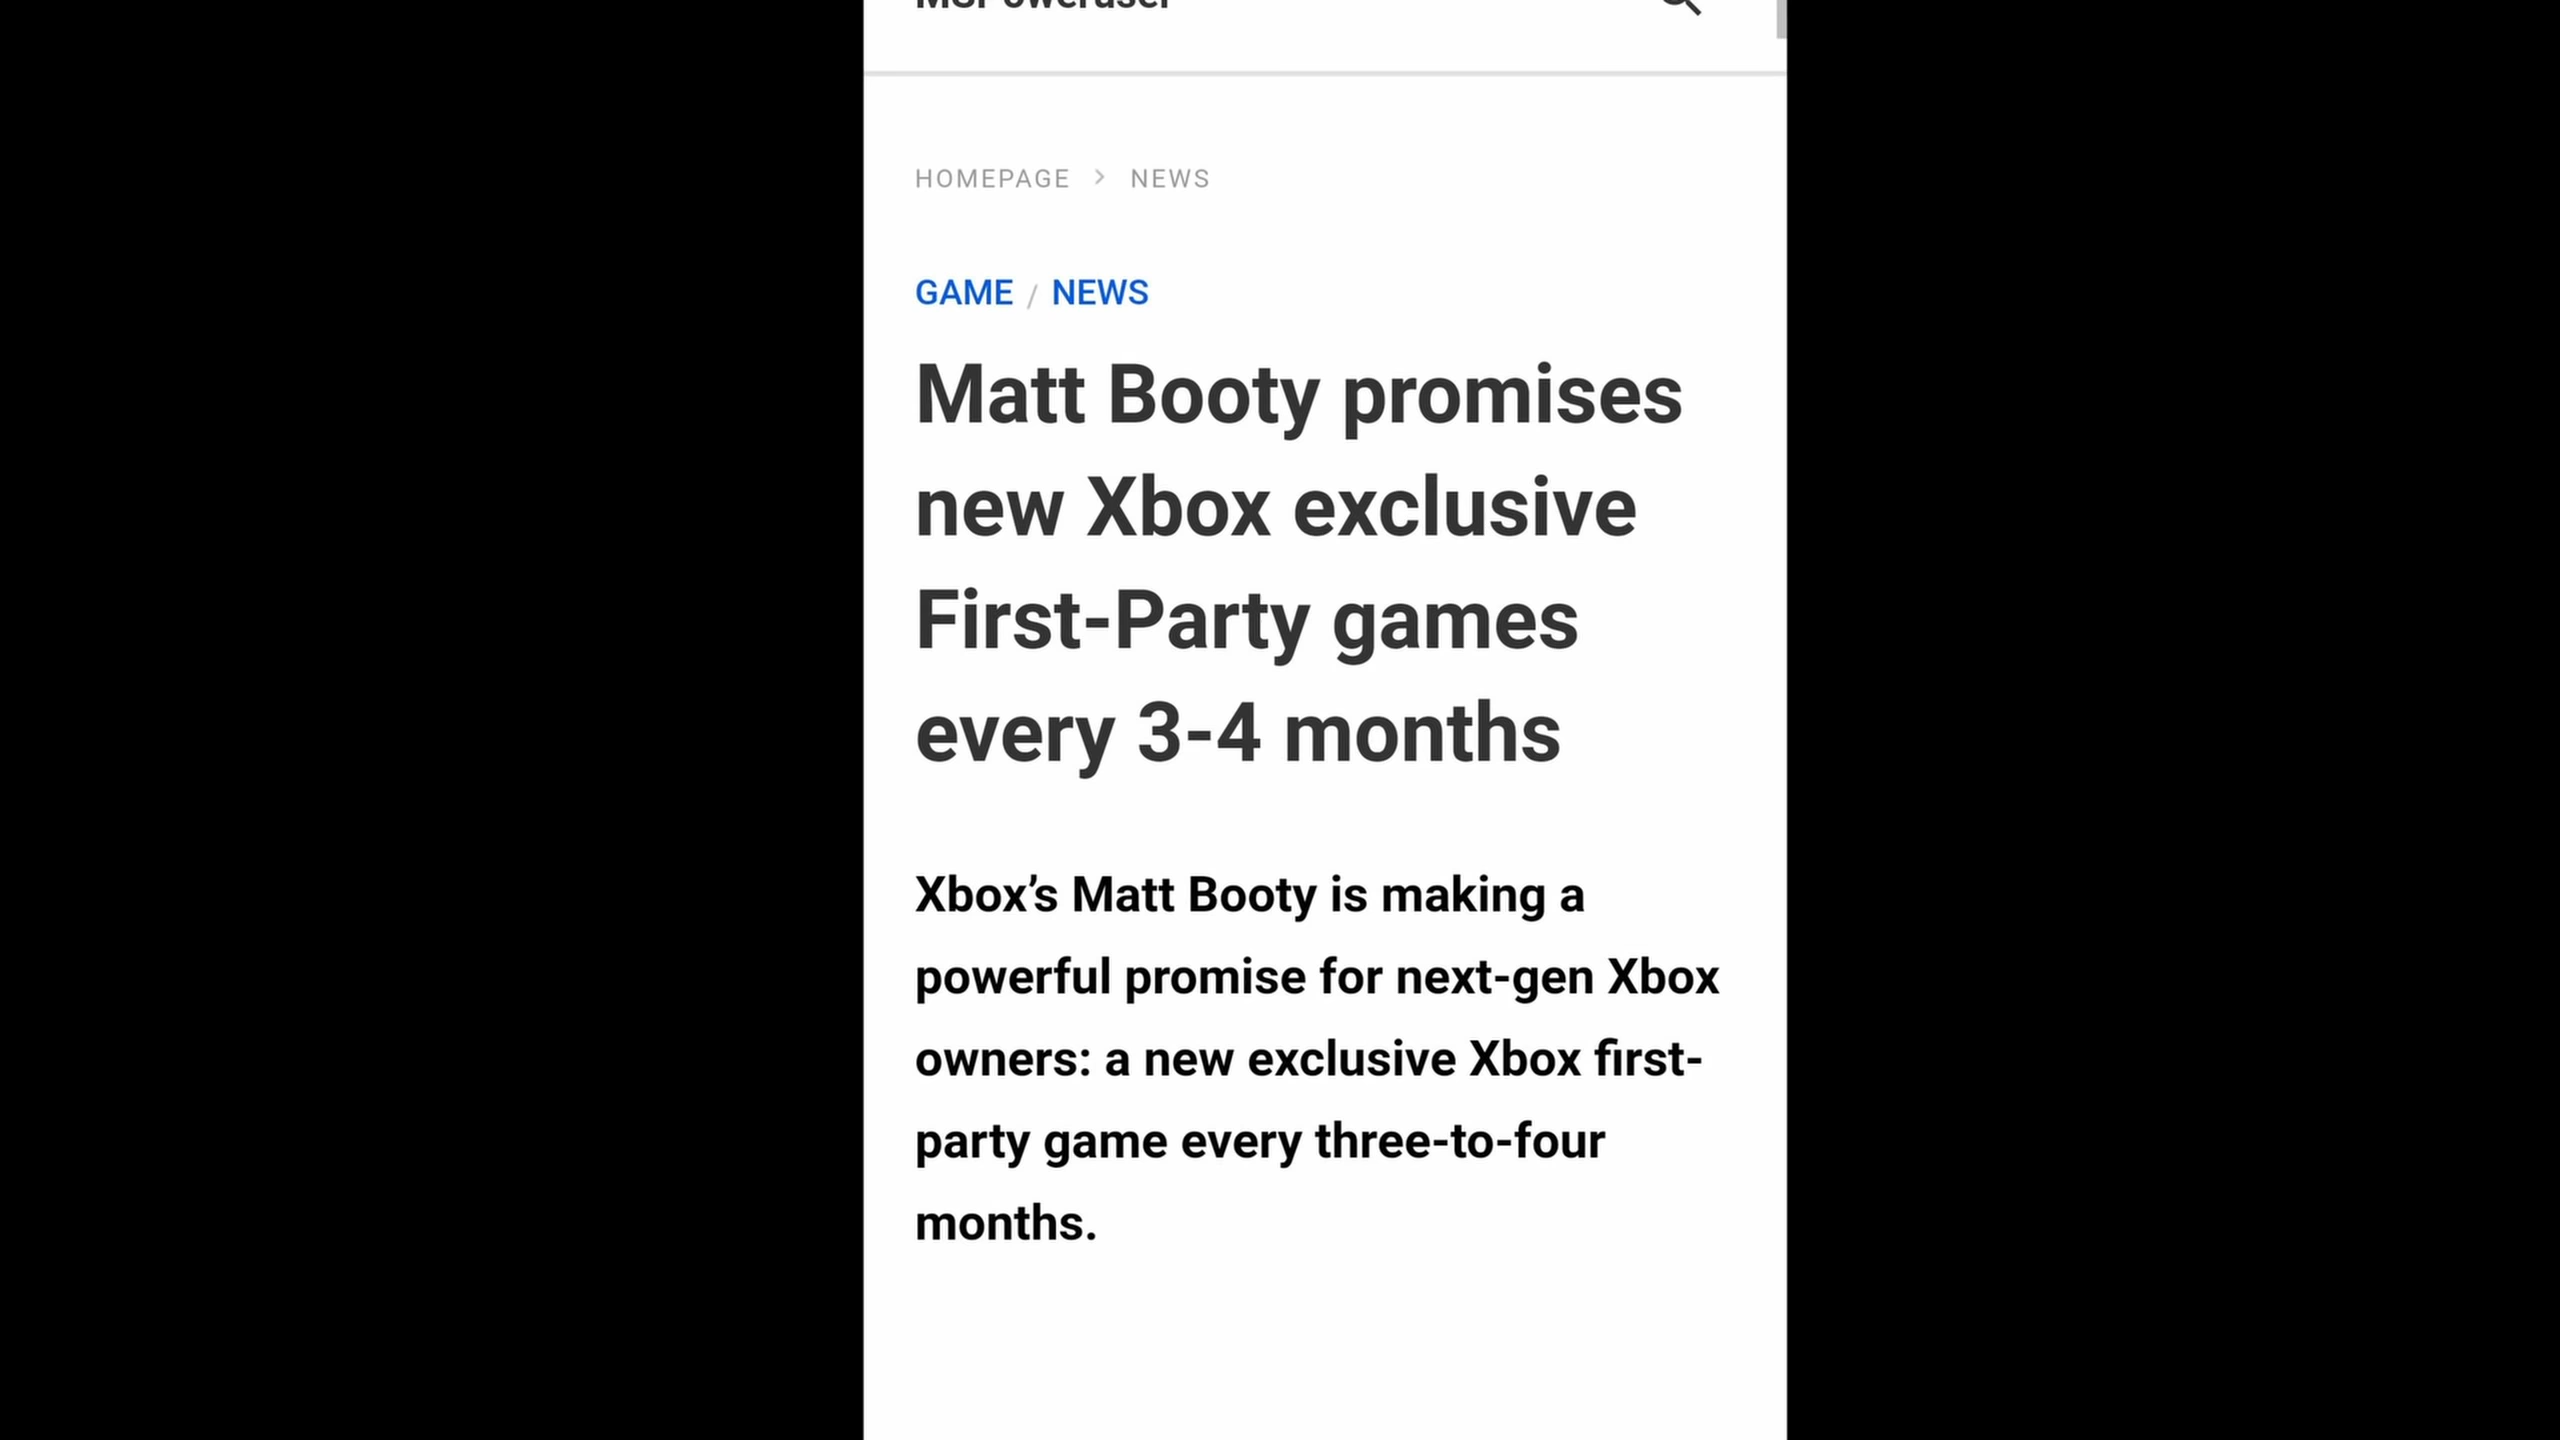 MSPoweruser
HOMEPAGE > NEWS
GAME / NEWS
Matt Booty promises
new Xbox exclusive
First-Party games
every 3-4 months
Xbox’s Matt Booty is making a
powerful promise for next-gen Xbox
owners: a new exclusive Xbox first-
party game every three-to-four
months.